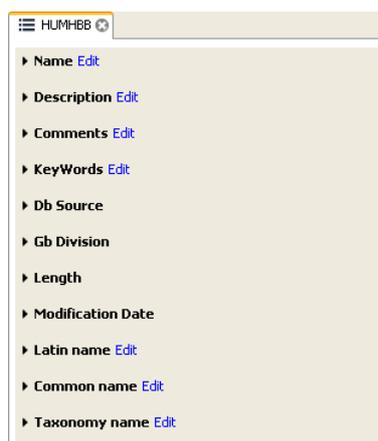 HUMHBB
Name Edit
Description Edit
Comments Edit
KeyWords Edit
Db Source
Gb Division
Length
Modification Date
Latin name Edit
Common name Edit
Taxonomy name Edit